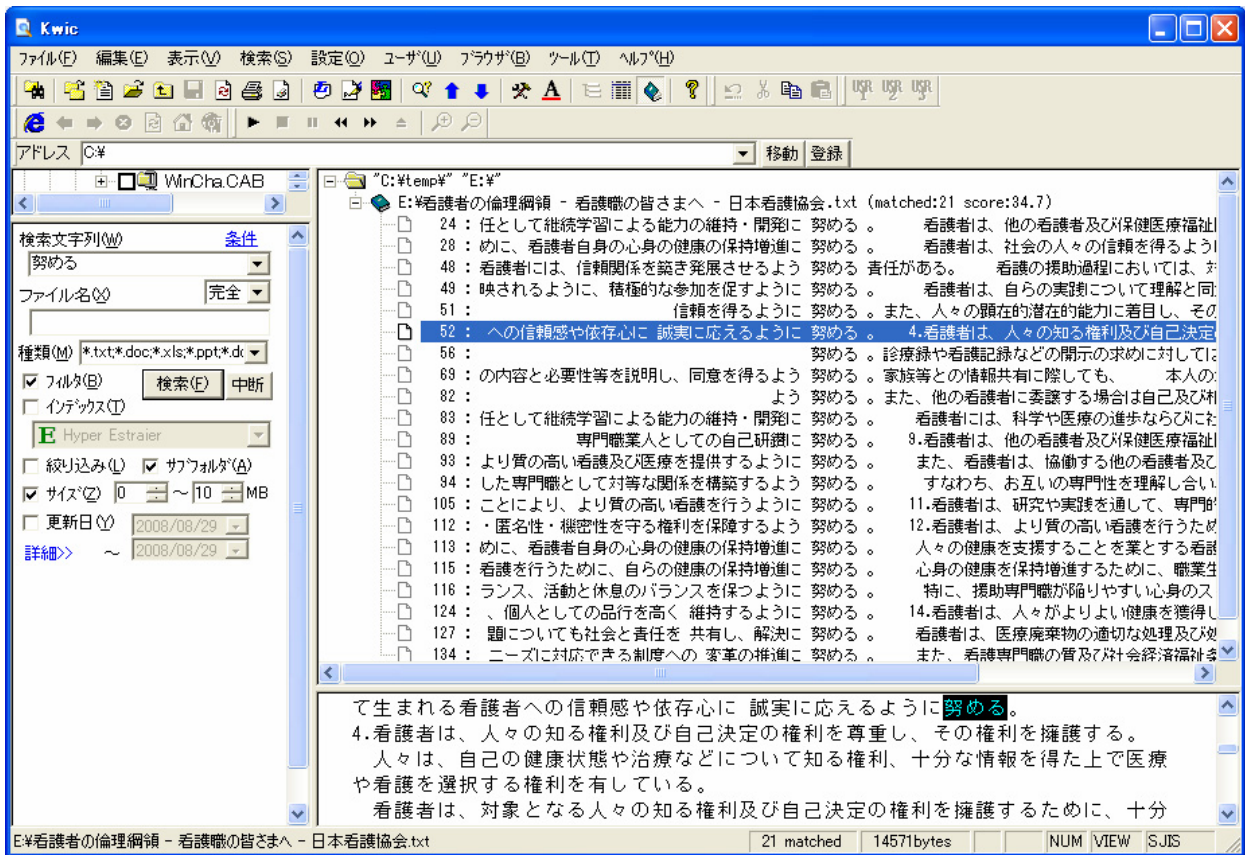 Kwic
ファイル(F) 編集(E) 表示(V) 検索(S) 設定(O) ユーザ(U) ブラウザ(B) ツール(T) ヘルプ(H)
USR USR USR
アドレス C:¥ 移動 登録
WinCha.CAB
検索文字列(W) 条件
努める
ファイル名(X) 完全
種類(M) *.txt;*.doc;*.xls;*.ppt;*.dc
フィルタ(B) 検索(F) 中断
インデックス(T)
E Hyper Estraier
絞り込み(L) サブフォルダ(A)
サイズ(Z) 0 ～ 10 MB
更新日(Y) 2008/08/29
詳細>> ～ 2008/08/29
"C:¥temp¥" "E:¥"
E:¥看護者の倫理綱領 - 看護職の皆さまへ - 日本看護協会.txt (matched:21 score:34.7)
24 : 任として継続学習による能力の維持・開発に 努める 。 看護者は、他の看護者及び保健医療福祉
28 : めに、看護者自身の心身の健康の保持増進に 努める 。 看護者は、社会の人々の信頼を得るよう
48 : 看護者には、信頼関係を築き発展させるよう 努める 責任がある。 看護の援助過程においては、
49 : 映されるように、積極的な参加を促すように 努める 。 看護者は、自らの実践について理解と同
51 : 信頼を得るように 努める 。また、人々の顕在的潜在的能力に着目し、その
52 : への信頼感や依存心に 誠実に応えるように 努める 。 4.看護者は、人々の知る権利及び自己決定
56 : 努める 。診療録や看護記録などの開示の求めに対しては
69 : の内容と必要性等を説明し、同意を得るよう 努める 。家族等との情報共有に際しても、 本人の
82 : よう 努める 。また、他の看護者に委譲する場合は自己及び相
83 : 任として継続学習による能力の維持・開発に 努める 。 看護者には、科学や医療の進歩ならびに社
89 : 専門職業人としての自己研鑽に 努める 。 9.看護者は、他の看護者及び保健医療福祉
93 : より質の高い看護及び医療を提供するように 努める 。 また、看護者は、協働する他の看護者及び
94 : した専門職として対等な関係を構築するよう 努める 。 すなわち、お互いの専門性を理解し合い
105 : ことにより、より質の高い看護を行うように 努める 。 11.看護者は、研究や実践を通して、専門的
112 : ・匿名性・機密性を守る権利を保障するよう 努める 。 12.看護者は、より質の高い看護を行うため
113 : めに、看護者自身の心身の健康の保持増進に 努める 。 人々の健康を支援することを業とする看護
115 : 看護を行うために、自らの健康の保持増進に 努める 。 心身の健康を保持増進するために、職業生
116 : ランス、活動と休息のバランスを保つように 努める 。 特に、援助専門職が陥りやすい心身のス
124 : 、個人としての品行を高く 維持するように 努める 。 14.看護者は、人々がよりよい健康を獲得し
127 : 題についても社会と責任を 共有し、解決に 努める 。 看護者は、医療廃棄物の適切な処理及び処
134 : ニーズに対応できる制度への 変革の推進に 努める 。 また、看護専門職の質及び社会経済福祉条
て生まれる看護者への信頼感や依存心に 誠実に応えるように努める。
4.看護者は、人々の知る権利及び自己決定の権利を尊重し、その権利を擁護する。
人々は、自己の健康状態や治療などについて知る権利、十分な情報を得た上で医療
や看護を選択する権利を有している。
看護者は、対象となる人々の知る権利及び自己決定の権利を擁護するために、十分
E:¥看護者の倫理綱領 - 看護職の皆さまへ - 日本看護協会.txt 21 matched 14571bytes NUM VIEW SJIS